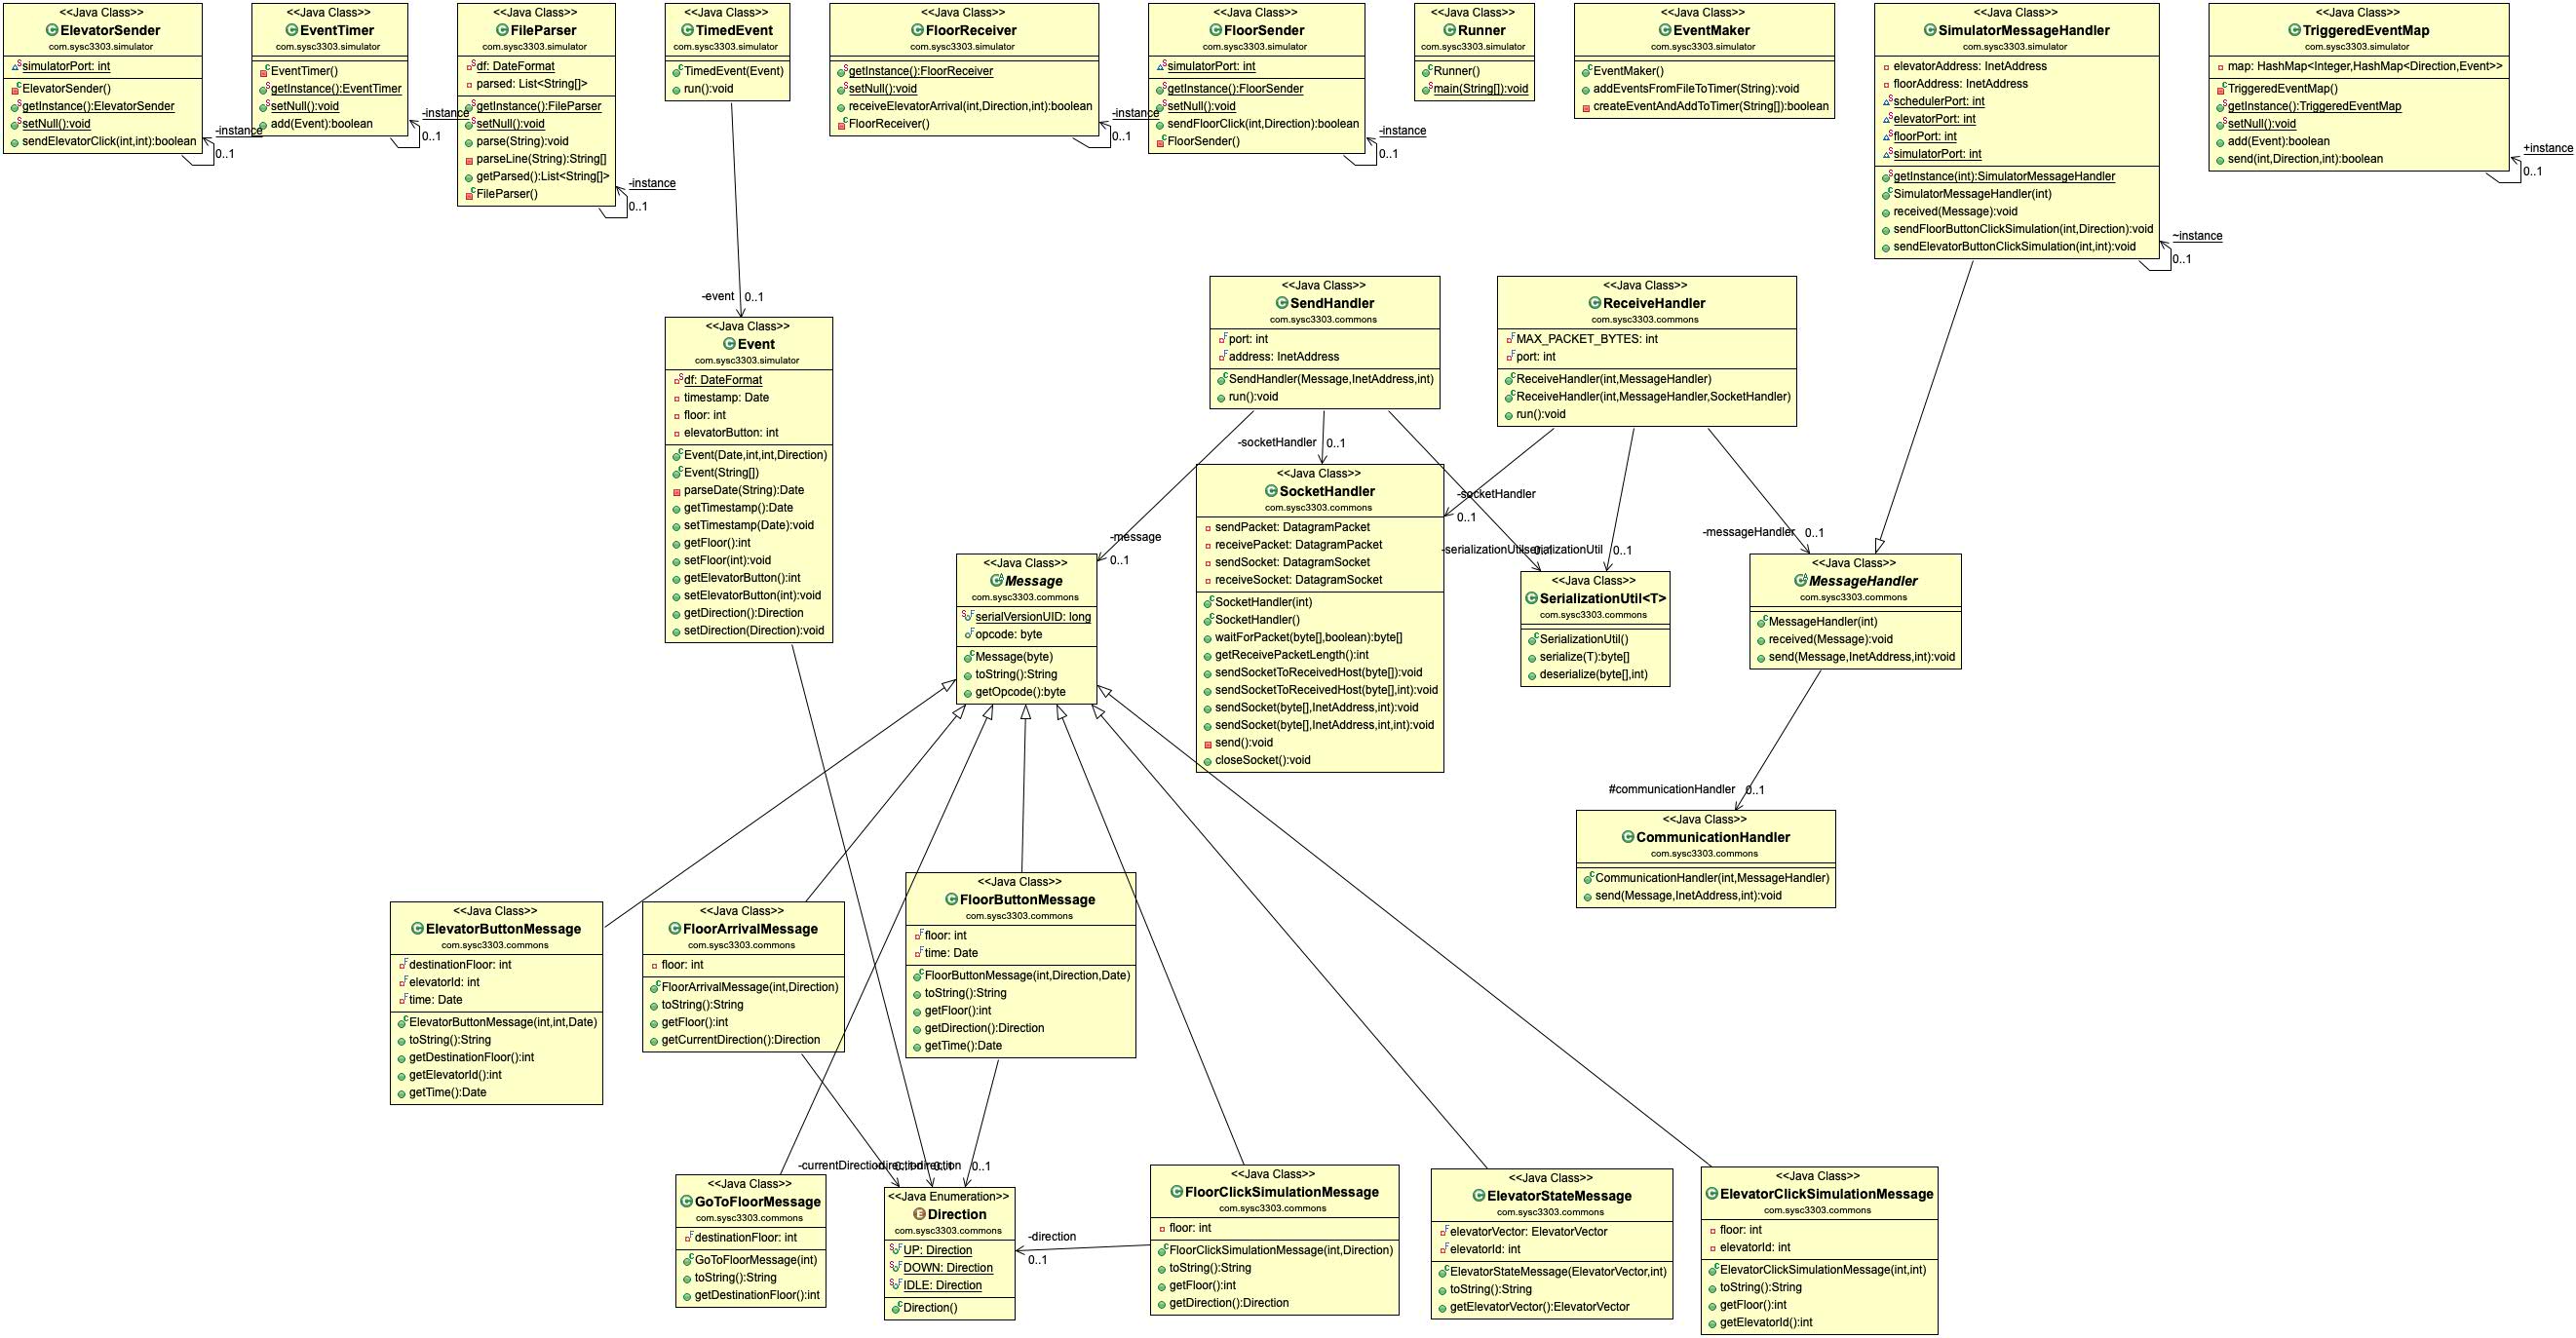 <<Java Class>>
ElevatorSender
com.sysc3303.simulator
simulatorPort: int
ElevatorSender()
getInstance():ElevatorSender
setNull():void
sendElevatorClick(int,int):boolean
-instance
0..1
<<Java Class>>
EventTimer
com.sysc3303.simulator
EventTimer()
getInstance():EventTimer
setNull():void
add(Event):boolean
-instance
0..1
<<Java Class>>
FileParser
com.sysc3303.simulator
df: DateFormat
parsed: List<String[]>
getInstance():FileParser
setNull():void
parse(String):void
parseLine(String):String[]
getParsed():List<String[]>
FileParser()
-instance
0..1
<<Java Class>>
TimedEvent
com.sysc3303.simulator
TimedEvent(Event)
run():void
<<Java Class>>
FloorReceiver
com.sysc3303.simulator
getInstance():FloorReceiver
setNull():void
receiveElevatorArrival(int,Direction,int):boolean
FloorReceiver()
-instance
0..1
<<Java Class>>
FloorSender
com.sysc3303.simulator
simulatorPort: int
getInstance():FloorSender
setNull():void
sendFloorClick(int,Direction):boolean
FloorSender()
-instance
0..1
<<Java Class>>
Runner
com.sysc3303.simulator
Runner()
main(String[]):void
<<Java Class>>
EventMaker
com.sysc3303.simulator
EventMaker()
addEventsFromFileToTimer(String):void
createEventAndAddToTimer(String[]):boolean
<<Java Class>>
SimulatorMessageHandler
com.sysc3303.simulator
elevatorAddress: InetAddress
floorAddress: InetAddress
schedulerPort: int
elevatorPort: int
floorPort: int
simulatorPort: int
getInstance(int):SimulatorMessageHandler
SimulatorMessageHandler(int)
received(Message):void
sendFloorButtonClickSimulation(int,Direction):void
sendElevatorButtonClickSimulation(int,int):void
~instance
0..1
<<Java Class>>
TriggeredEventMap
com.sysc3303.simulator
map: HashMap<Integer,HashMap<Direction,Event>>
TriggeredEventMap()
getInstance():TriggeredEventMap
setNull():void
add(Event):boolean
send(int,Direction,int):boolean
+instance
0..1
-event
0..1
<<Java Class>>
Event
com.sysc3303.simulator
df: DateFormat
timestamp: Date
floor: int
elevatorButton: int
Event(Date,int,int,Direction)
Event(String[])
parseDate(String):Date
getTimestamp():Date
setTimestamp(Date):void
getFloor():int
setFloor(int):void
getElevatorButton():int
setElevatorButton(int):void
getDirection():Direction
setDirection(Direction):void
<<Java Class>>
SendHandler
com.sysc3303.commons
port: int
address: InetAddress
SendHandler(Message,InetAddress,int)
run():void
<<Java Class>>
ReceiveHandler
com.sysc3303.commons
MAX_PACKET_BYTES: int
port: int
ReceiveHandler(int,MessageHandler)
ReceiveHandler(int,MessageHandler,SocketHandler)
run():void
-socketHandler
0..1
<<Java Class>>
SocketHandler
com.sysc3303.commons
sendPacket: DatagramPacket
receivePacket: DatagramPacket
sendSocket: DatagramSocket
receiveSocket: DatagramSocket
SocketHandler(int)
SocketHandler()
waitForPacket(byte[],boolean):byte[]
getReceivePacketLength():int
sendSocketToReceivedHost(byte[]):void
sendSocketToReceivedHost(byte[],int):void
sendSocket(byte[],InetAddress,int):void
sendSocket(byte[],InetAddress,int,int):void
send():void
closeSocket():void
-socketHandler
0..1
-message
0..1
0..1
-messageHandler
0..1
<<Java Class>>
Message
com.sysc3303.commons
serialVersionUID: long
opcode: byte
Message(byte)
toString():String
getOpcode():byte
<<Java Class>>
SerializationUtil<T>
com.sysc3303.commons
SerializationUtil()
serialize(T):byte[]
deserialize(byte[],int)
<<Java Class>>
MessageHandler
com.sysc3303.commons
MessageHandler(int)
received(Message):void
send(Message,InetAddress,int):void
#communicationHandler
0..1
<<Java Class>>
CommunicationHandler
com.sysc3303.commons
CommunicationHandler(int,MessageHandler)
send(Message,InetAddress,int):void
<<Java Class>>
ElevatorButtonMessage
com.sysc3303.commons
destinationFloor: int
elevatorId: int
time: Date
ElevatorButtonMessage(int,int,Date)
toString():String
getDestinationFloor():int
getElevatorId():int
getTime():Date
<<Java Class>>
FloorArrivalMessage
com.sysc3303.commons
floor: int
FloorArrivalMessage(int,Direction)
toString():String
getFloor():int
getCurrentDirection():Direction
<<Java Class>>
FloorButtonMessage
com.sysc3303.commons
floor: int
time: Date
FloorButtonMessage(int,Direction,Date)
toString():String
getFloor():int
getDirection():Direction
getTime():Date
-currentDirection
0..1
<<Java Class>>
GoToFloorMessage
com.sysc3303.commons
destinationFloor: int
GoToFloorMessage(int)
toString():String
getDestinationFloor():int
<<Java Enumeration>>
Direction
com.sysc3303.commons
UP: Direction
DOWN: Direction
IDLE: Direction
Direction()
-direction
0..1
<<Java Class>>
FloorClickSimulationMessage
com.sysc3303.commons
floor: int
FloorClickSimulationMessage(int,Direction)
toString():String
getFloor():int
getDirection():Direction
<<Java Class>>
ElevatorStateMessage
com.sysc3303.commons
elevatorVector: ElevatorVector
elevatorId: int
ElevatorStateMessage(ElevatorVector,int)
toString():String
getElevatorVector():ElevatorVector
<<Java Class>>
ElevatorClickSimulationMessage
com.sysc3303.commons
floor: int
elevatorId: int
ElevatorClickSimulationMessage(int,int)
toString():String
getFloor():int
getElevatorId():int